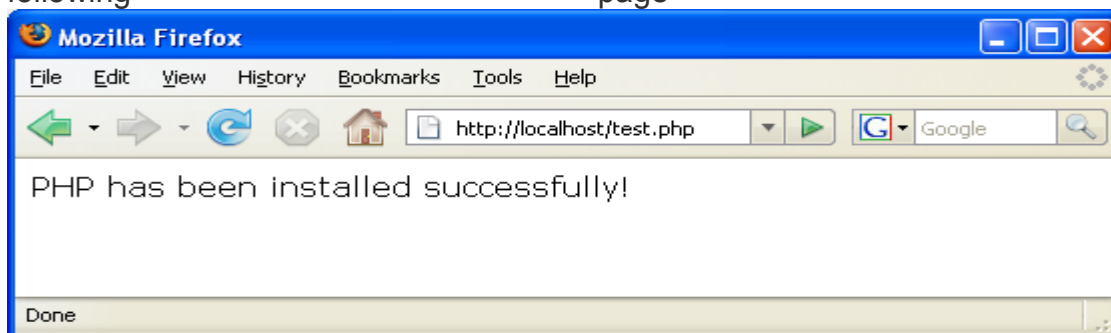 following page
Mozilla Firefox
File Edit View History Bookmarks Tools Help
http://localhost/test.php G Google
PHP has been installed successfully!
Done